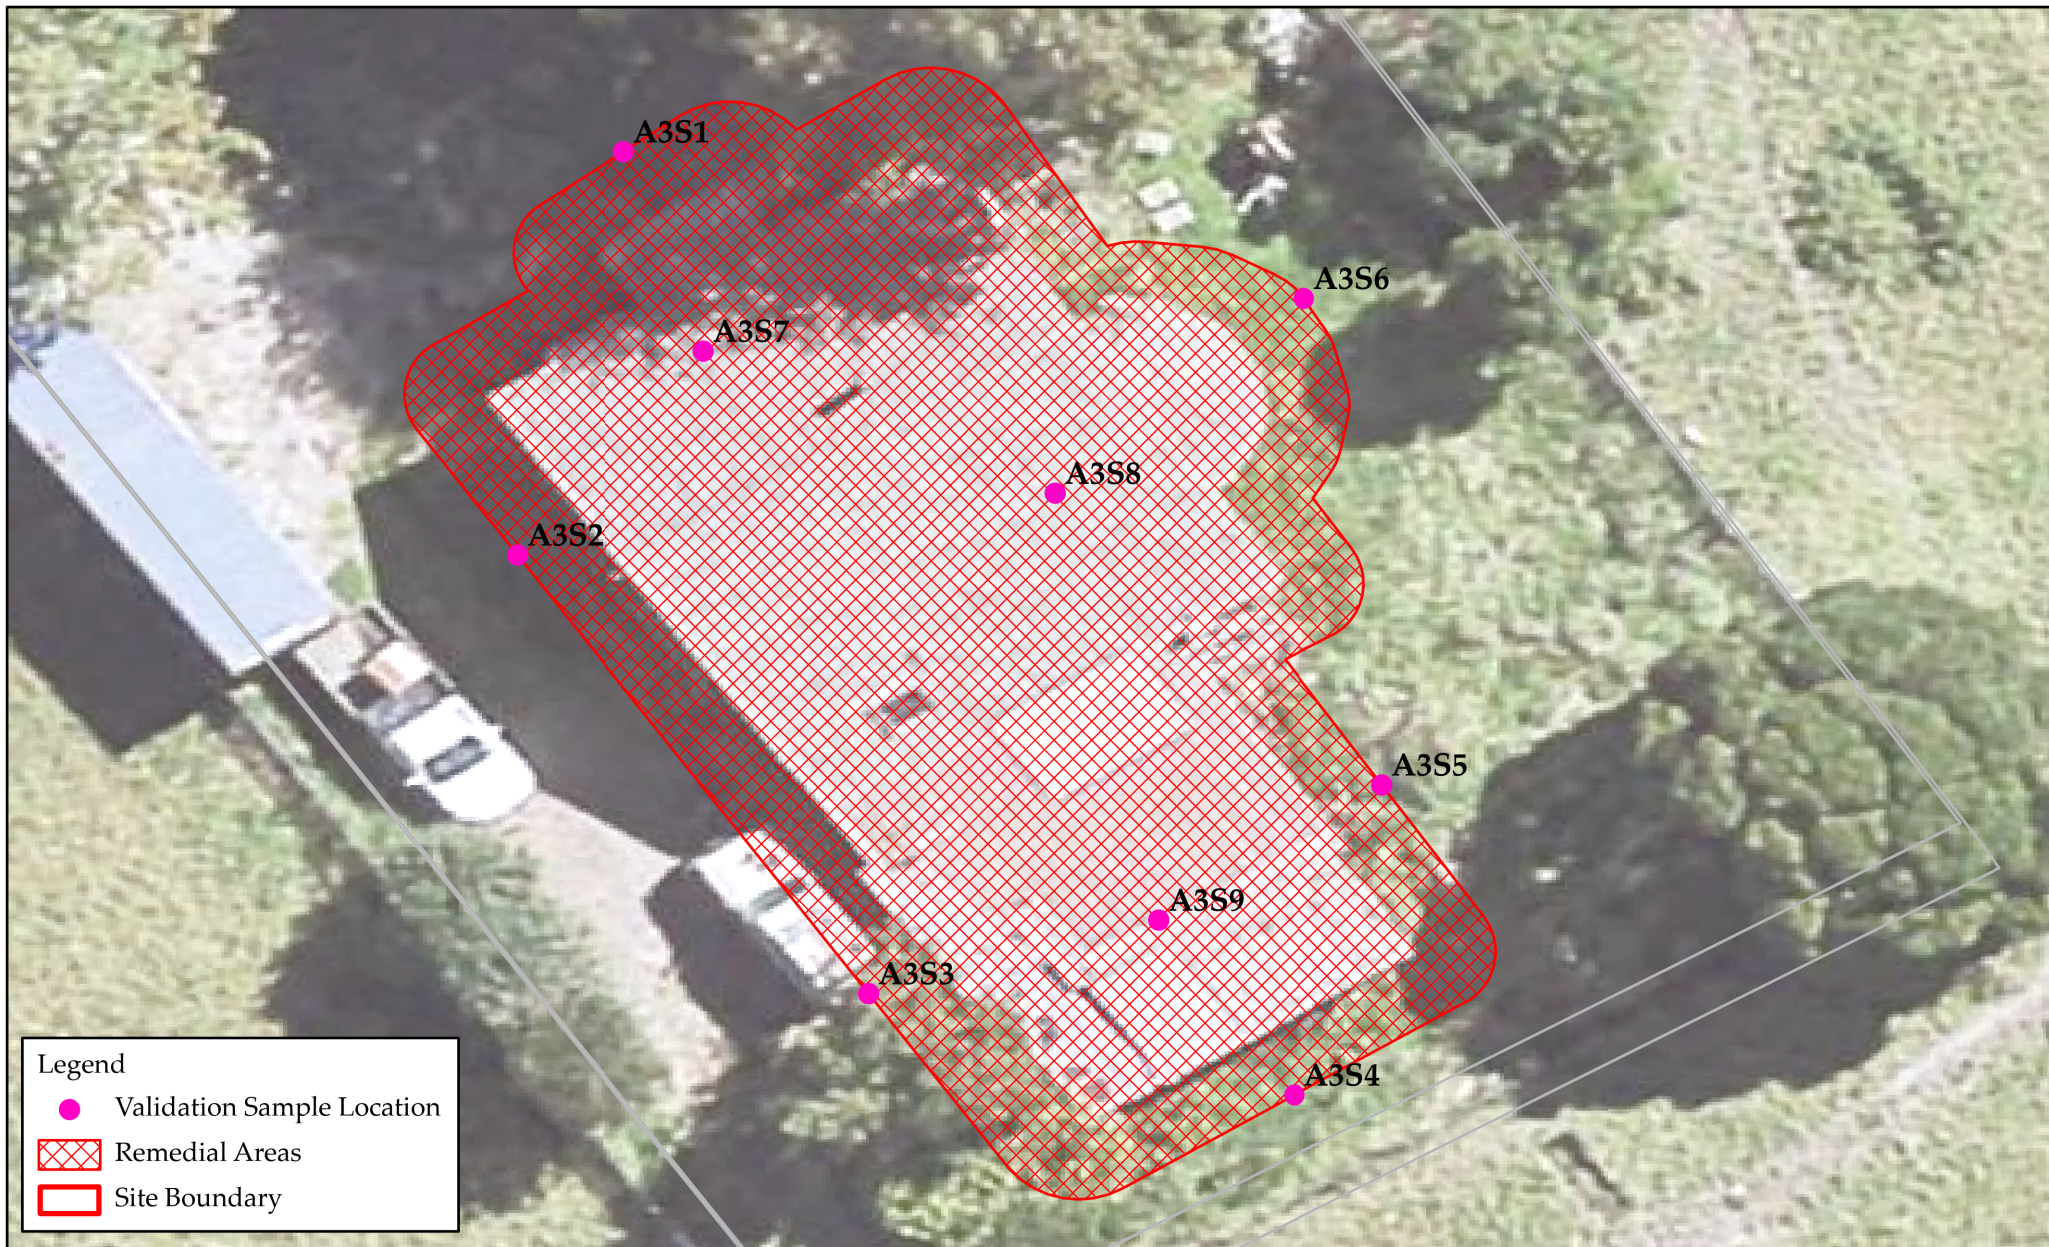 A3S1
A3S6
A3S7
A3S8
A3S2
A3S5
A3S9
A3S3
A3S4
Legend
Validation Sample Location
Remedial Areas
Site Boundary